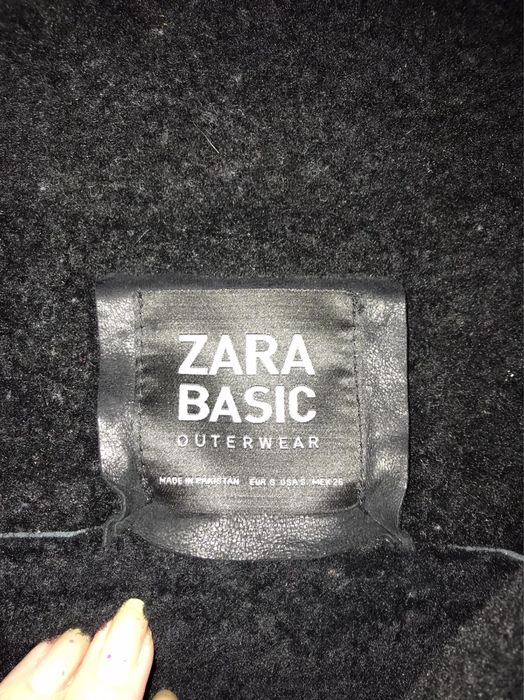 ZARA
BASIC
OUTERWEAR
MADE IN PAKISTAN EUR S USA S MEX 26